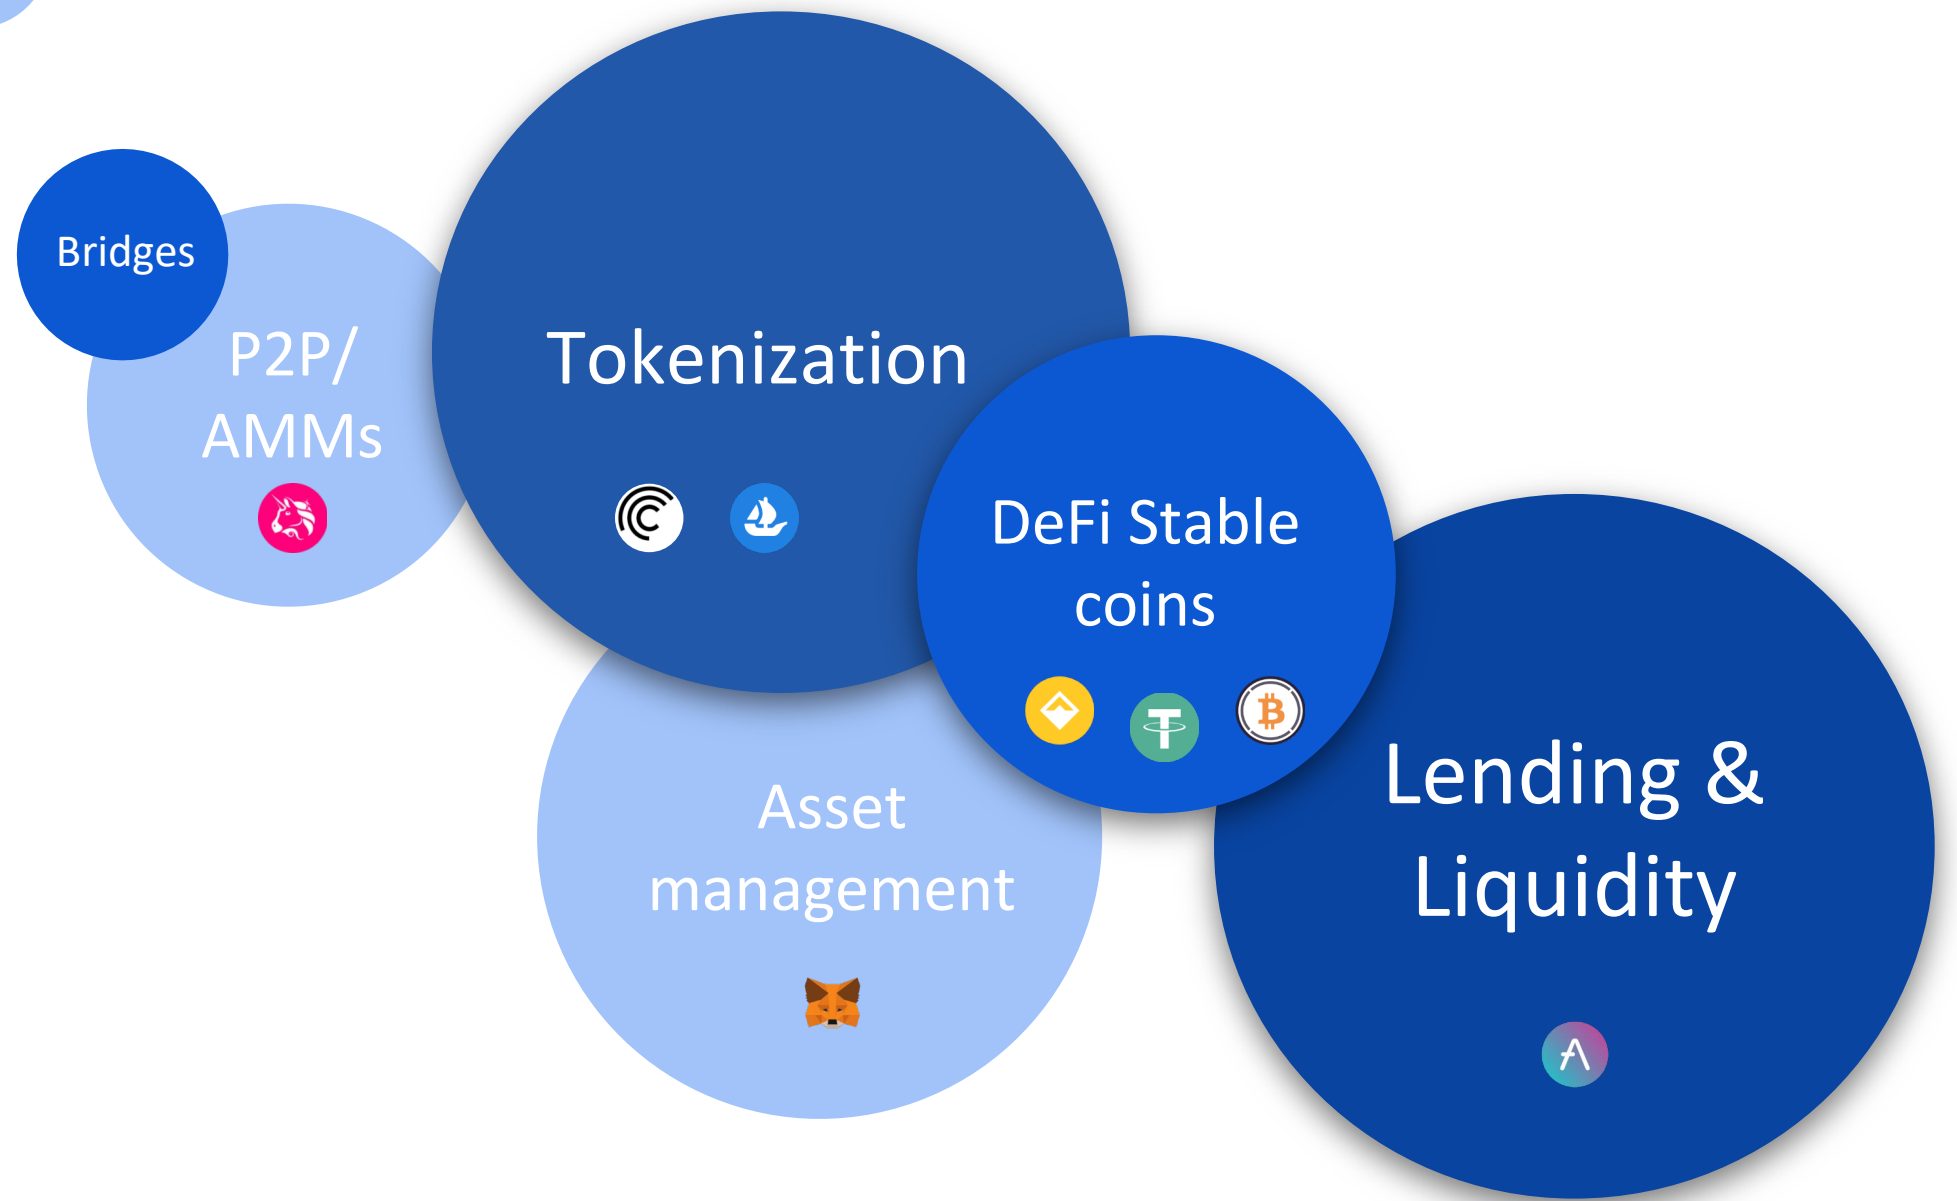 Bridges
P2P/
AMMs
Tokenization
DeFi Stable
coins
Asset
management
Lending &
Liquidity